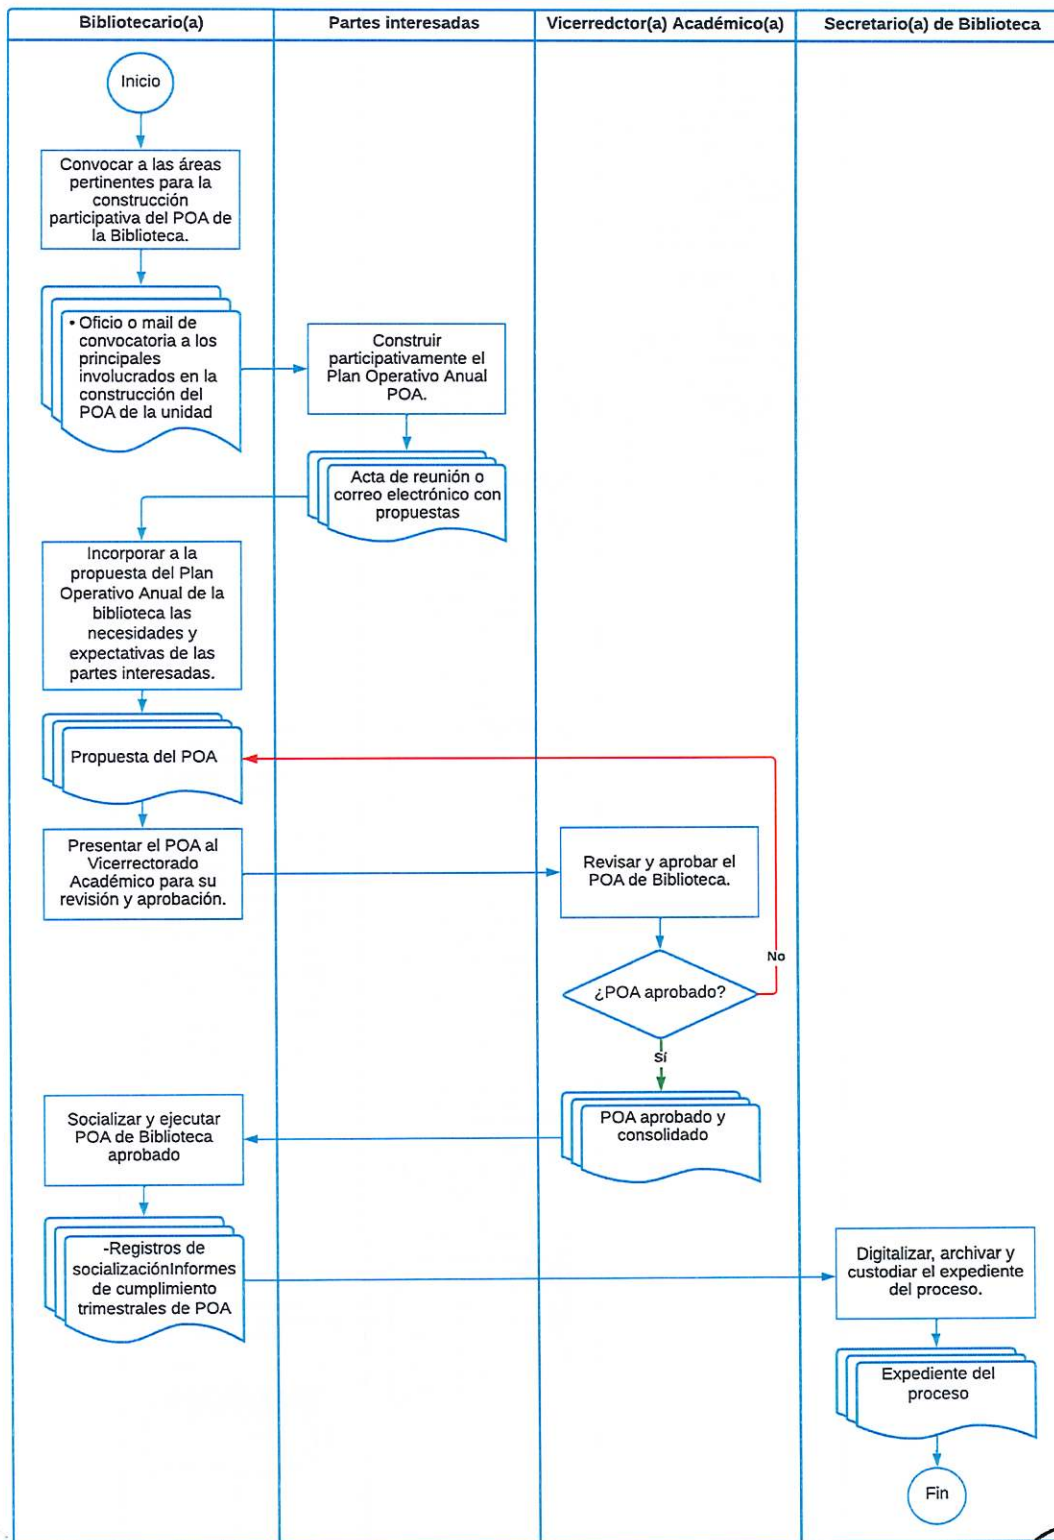 Bibliotecario(a)
Partes interesadas
Vicerredctor(a) Académico(a)
Secretario(a) de Biblioteca
Inicio
Convocar a las áreas
pertinentes para la
construcción
participativa del POA de
la Biblioteca.
• Oficio o mail de
convocatoria a los
principales
involucrados en la
construcción del
POA de la unidad
Construir
participativamente el
Plan Operativo Anual
POA.
Acta de reunión o
correo electrónico con
propuestas
Incorporar a la
propuesta del Plan
Operativo Anual de la
biblioteca las
necesidades y
expectativas de las
partes interesadas.
Propuesta del POA
Presentar el POA al
Vicerrectorado
Académico para su
revisión y aprobación.
Revisar y aprobar el
POA de Biblioteca.
¿POA aprobado?
No
Sí
POA aprobado y
consolidado
Socializar y ejecutar
POA de Biblioteca
aprobado
-Registros de
socializaciónInformes
de cumplimiento
trimestrales de POA
Digitalizar, archivar y
custodiar el expediente
del proceso.
Expediente del
proceso
Fin